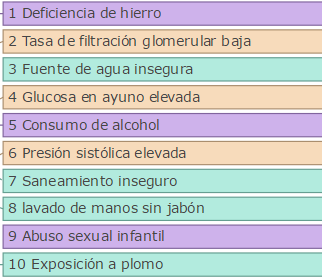 1 Deficiencia de hierro
2 Tasa de filtración glomerular baja
3 Fuente de agua insegura
4 Glucosa en ayuno elevada
5 Consumo de alcohol
6 Presión sistólica elevada
7 Saneamiento inseguro
8 lavado de manos sin jabón
9 Abuso sexual infantil
10 Exposición a plomo